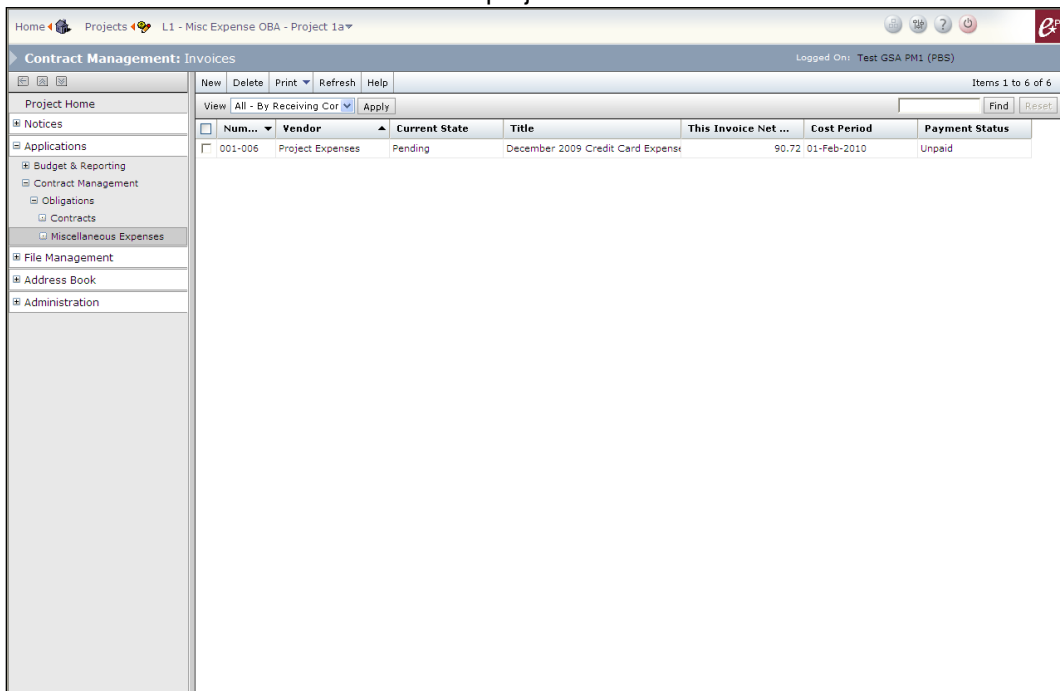 Home Projects L1 - Misc Expense OBA - Project 1a
Contract Management: Invoices Logged On: Test GSA PM1 (PBS)
New Delete Print Refresh Help Items 1 to 6 of 6
Project Home
View All - By Receiving Cor Apply Find Reset
Notices
Num... Vendor Current State Title This Invoice Net ... Cost Period Payment Status
001-006 Project Expenses Pending December 2009 Credit Card Expense 90.72 01-Feb-2010 Unpaid
Applications
Budget & Reporting
Contract Management
Obligations
Contracts
Miscellaneous Expenses
File Management
Address Book
Administration